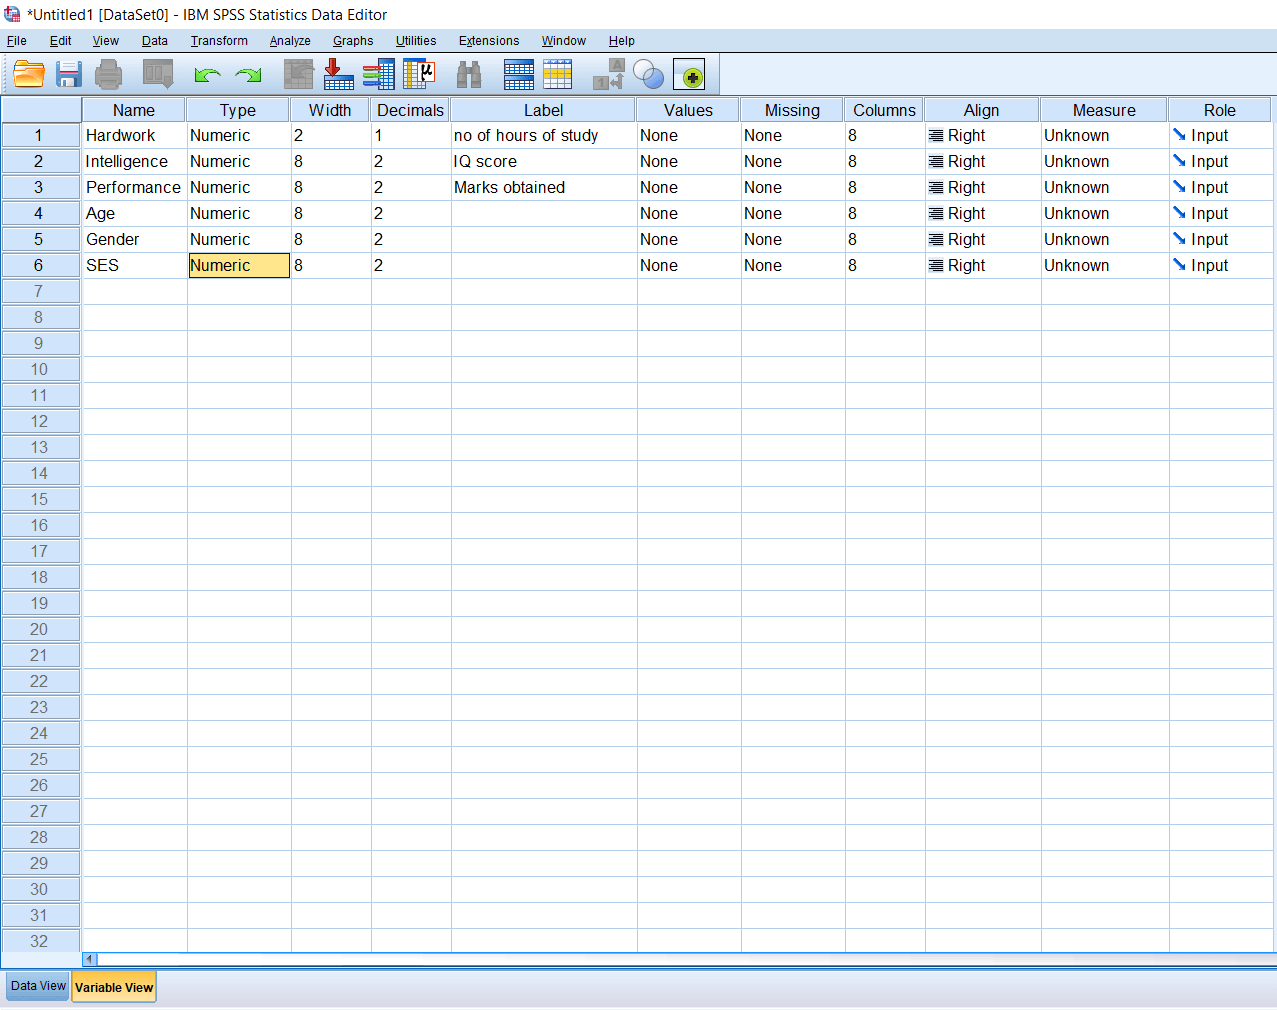 *Untitled1 [DataSet0] - IBM SPSS Statistics Data Editor
File Edit View Data Transform Analyze Graphs Utilities Extensions Window Help
Name Type Width Decimals Label Values Missing Columns Align Measure Role
1 Hardwork Numeric 2 1 no of hours of study None None 8 Right Unknown Input
2 Intelligence Numeric 8 2 IQ score None None 8 Right Unknown Input
3 Performance Numeric 8 2 Marks obtained None None 8 Right Unknown Input
4 Age Numeric 8 2 None None 8 Right Unknown Input
5 Gender Numeric 8 2 None None 8 Right Unknown Input
6 SES Numeric 8 2 None None 8 Right Unknown Input
7
8
9
10
11
12
13
14
15
16
17
18
19
20
21
22
23
24
25
26
27
28
29
30
31
32
Data View Variable View